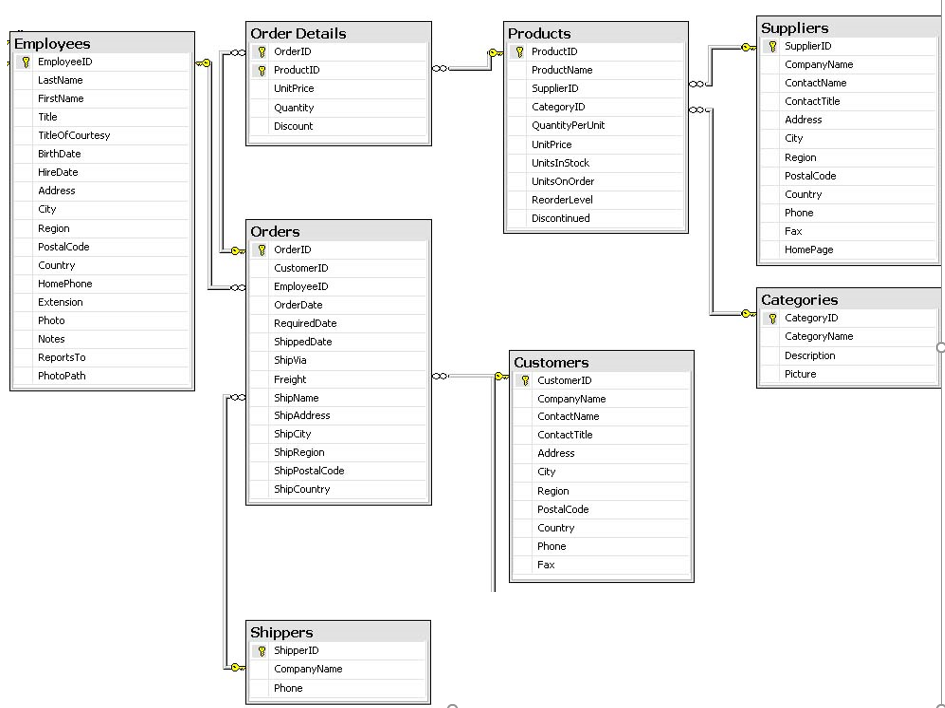 Employees
EmployeeID
LastName
FirstName
Title
TitleOfCourtesy
BirthDate
HireDate
Address
City
Region
PostalCode
Country
HomePhone
Extension
Photo
Notes
ReportsTo
PhotoPath
Order Details
OrderID
ProductID
UnitPrice
Quantity
Discount
Orders
OrderID
CustomerID
EmployeeID
OrderDate
RequiredDate
ShippedDate
ShipVia
Freight
ShipName
ShipAddress
ShipCity
ShipRegion
ShipPostalCode
ShipCountry
Shippers
ShipperID
CompanyName
Phone
Products
ProductID
ProductName
SupplierID
CategoryID
QuantityPerUnit
UnitPrice
UnitsInStock
UnitsOnOrder
ReorderLevel
Discontinued
Customers
CustomerID
CompanyName
ContactName
ContactTitle
Address
City
Region
PostalCode
Country
Phone
Fax
Suppliers
SupplierID
CompanyName
ContactName
ContactTitle
Address
City
Region
PostalCode
Country
Phone
Fax
HomePage
Categories
CategoryID
CategoryName
Description
Picture